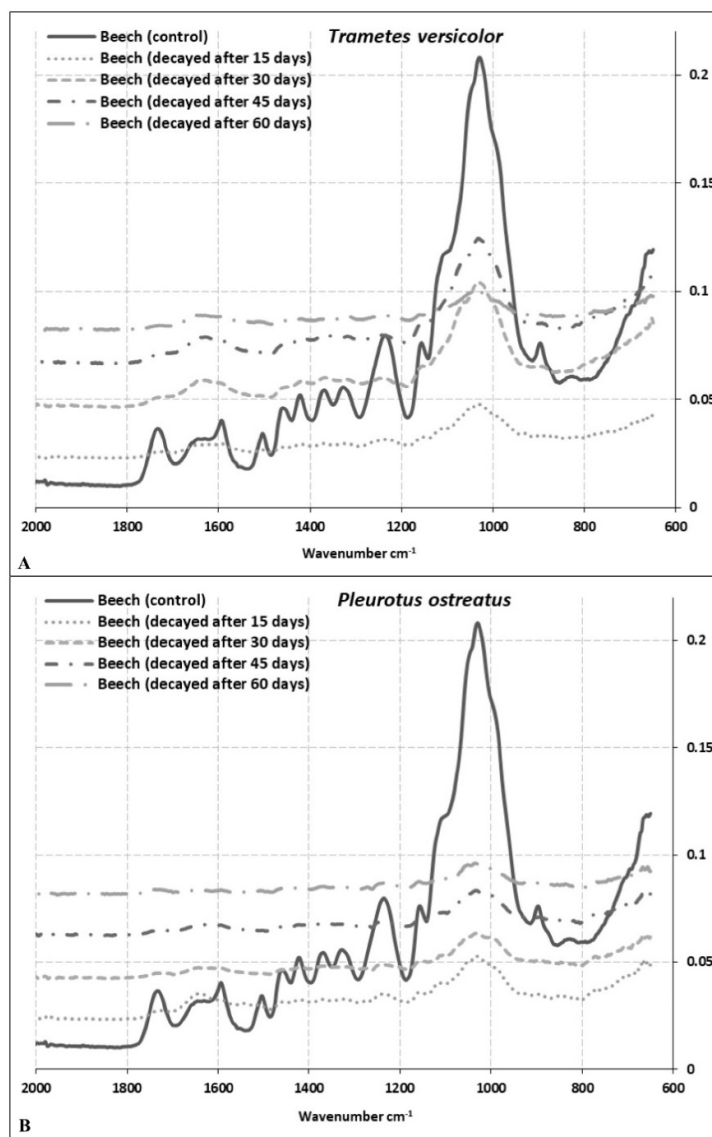 Trametes versicolor
Beech (control)
Beech (decayed after 15 days)
Beech (decayed after 30 days)
Beech (decayed after 45 days)
Beech (decayed after 60 days)
0.2
0.15
0.1
0.05
0
2000 1800 1600 1400 1200 1000 800 600
Wavenumber cm⁻¹
A
Pleurotus ostreatus
Beech (control)
Beech (decayed after 15 days)
Beech (decayed after 30 days)
Beech (decayed after 45 days)
Beech (decayed after 60 days)
0.2
0.15
0.1
0.05
0
2000 1800 1600 1400 1200 1000 800 600
Wavenumber cm⁻¹
B